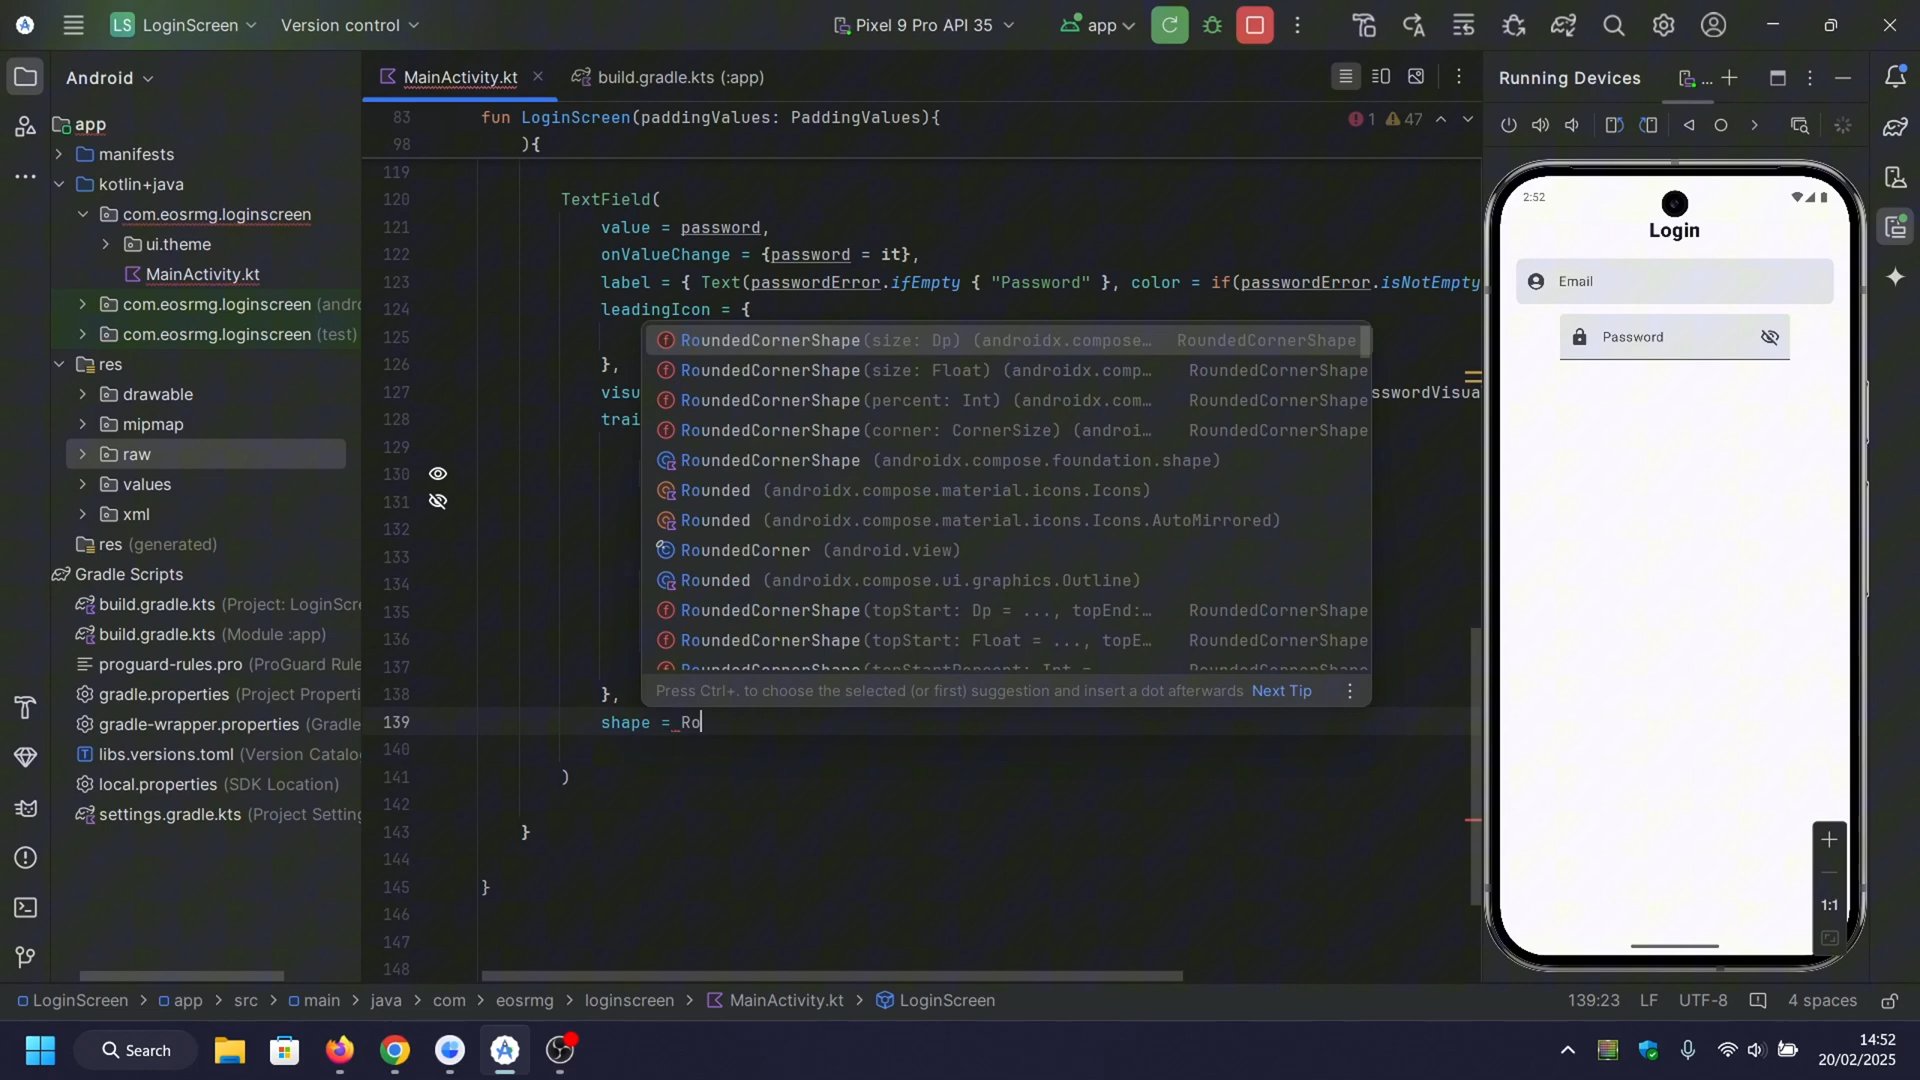 LS LoginScreen Version control Pixel 9 Pro API 35 app
Android MainActivity.kt build.gradle.kts (:app) Running Devices
app
manifests
kotlin+java
com.eosrmg.loginscreen
ui.theme
MainActivity.kt
com.eosrmg.loginscreen (andro
com.eosrmg.loginscreen (test)
res
drawable
mipmap
raw
values
xml
res (generated)
Gradle Scripts
build.gradle.kts (Project: LoginScre
build.gradle.kts (Module :app)
proguard-rules.pro (ProGuard Rule
gradle.properties (Project Properti
gradle-wrapper.properties (Gradle
libs.versions.toml (Version Catalo
local.properties (SDK Location)
settings.gradle.kts (Project Setting
83 fun LoginScreen(paddingValues: PaddingValues){ 1 47
98 ){
119
120 TextField(
121 value = password,
122 onValueChange = {password = it},
123 label = { Text(passwordError.ifEmpty { "Password" }, color = if(passwordError.isNotEmpty
124 leadingIcon = {
125
126 },
127 visu sswordVisua
128 trai
129
130
131
132
133
134
135
136
137
138 },
139 shape = Ro
140
141 )
142
143 }
144
145 }
146
147
148
RoundedCornerShape(size: Dp) (androidx.compose… RoundedCornerShape
RoundedCornerShape(size: Float) (androidx.comp… RoundedCornerShape
RoundedCornerShape(percent: Int) (androidx.com… RoundedCornerShape
RoundedCornerShape(corner: CornerSize) (androi… RoundedCornerShape
RoundedCornerShape (androidx.compose.foundation.shape)
Rounded (androidx.compose.material.icons.Icons)
Rounded (androidx.compose.material.icons.Icons.AutoMirrored)
RoundedCorner (android.view)
Rounded (androidx.compose.ui.graphics.Outline)
RoundedCornerShape(topStart: Dp = ..., topEnd:… RoundedCornerShape
RoundedCornerShape(topStart: Float = ..., topE… RoundedCornerShape
RoundedCornerShape(topStartPercent: Int = RoundedCornerShape
Press Ctrl+. to choose the selected (or first) suggestion and insert a dot afterwards Next Tip
2:52
Login
Email
Password
1:1
LoginScreen > app > src > main > java > com > eosrmg > loginscreen > MainActivity.kt > LoginScreen 139:23 LF UTF-8 4 spaces
Search
14:52
20/02/2025